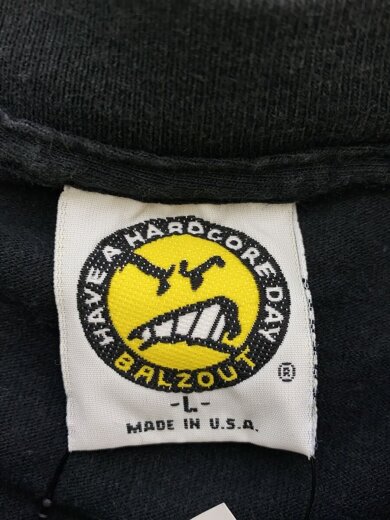 HAVE A HARDCORE DAY
BALZOUT
®
-L-
MADE IN U.S.A.